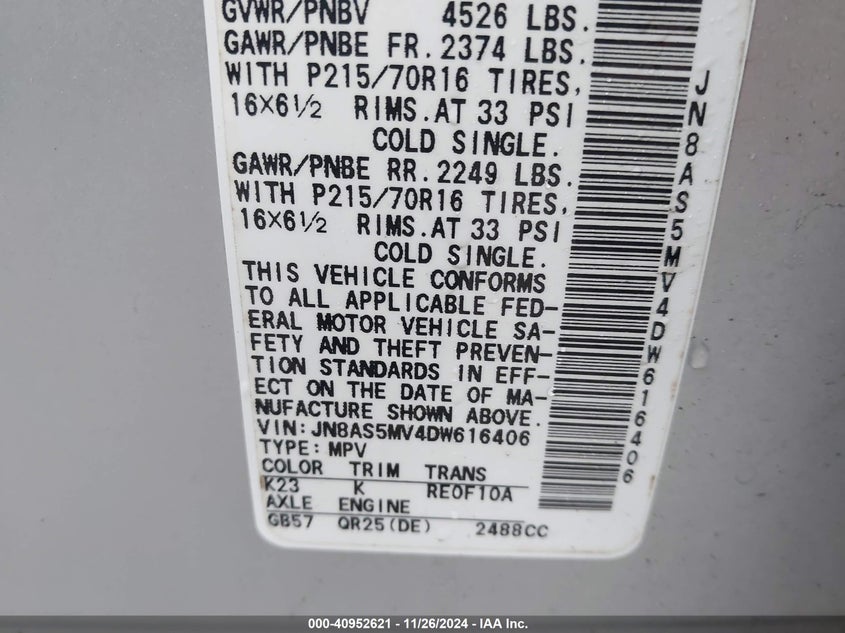 GVWR/PNBV 4526 LBS.
GAWR/PNBE FR. 2374 LBS.
WITH P215/70R16 TIRES,
16X6½ RIMS. AT 33 PSI
COLD SINGLE.
GAWR/PNBE RR. 2249 LBS.
WITH P215/70R16 TIRES,
16X6½ RIMS. AT 33 PSI
COLD SINGLE.
THIS VEHICLE CONFORMS
TO ALL APPLICABLE FED-
ERAL MOTOR VEHICLE SA-
FETY AND THEFT PREVEN-
TION STANDARDS IN EFF-
ECT ON THE DATE OF MA-
NUFACTURE SHOWN ABOVE.
VIN: JN8AS5MV4DW616406
TYPE: MPV
COLOR TRIM TRANS
K23 K RE0F10A
AXLE ENGINE
GB57 QR25(DE) 2488CC
JN8AS5MV4DW616406
000-40952621 - 11/26/2024 - IAA Inc.